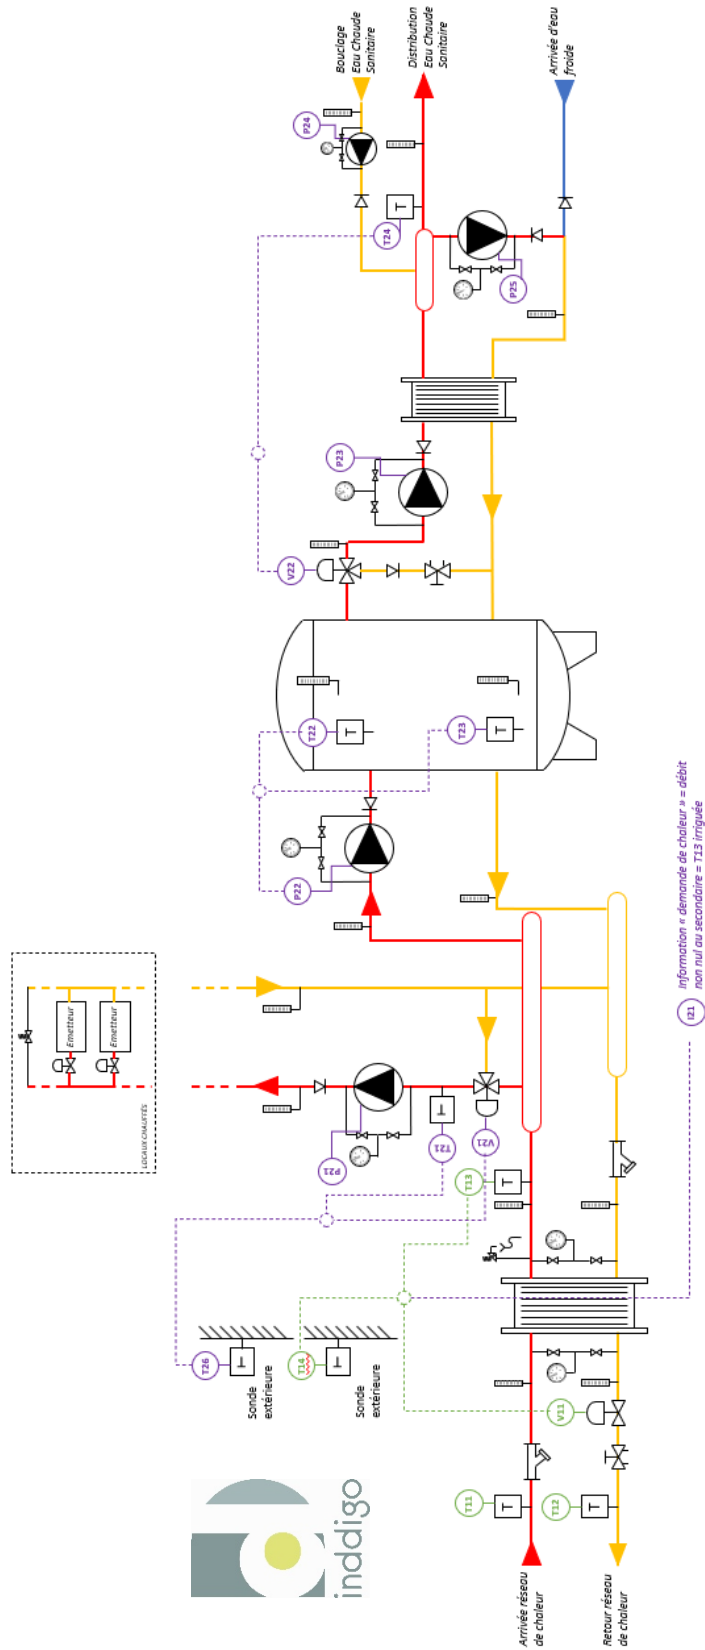 Bouclage
Eau Chaude
Sanitaire
Distribution
Eau Chaude
Sanitaire
Arrivée d'eau
froide
P24
T
T24
P25
P23
V22
T22
T
T23
T
P22
Emetteur
Emetteur
LOCAUX CHAUFFÉS
I21
Information « demande de chaleur » = débit
non nul au secondaire = T13 irriguée
P21
T
T21
V21
T13
T
T26
T
Sonde
extérieure
T14
T
Sonde
extérieure
V11
T11
T
T12
T
inddigo
Arrivée réseau
de chaleur
Retour réseau
de chaleur